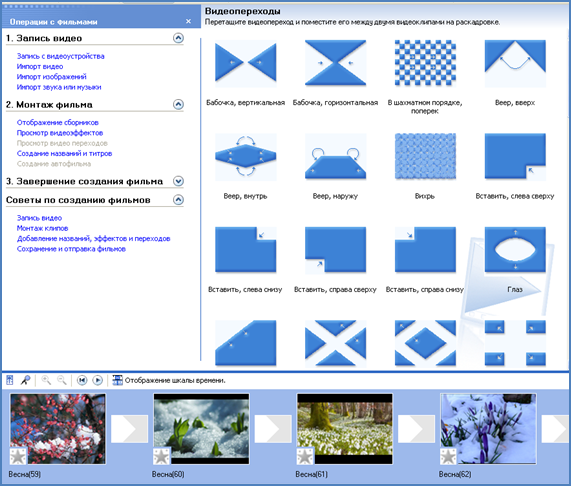 Операции с фильмами
1. Запись видео
Запись с видеоустройства
Импорт видео
Импорт изображений
Импорт звука или музыки
2. Монтаж фильма
Отображение сборников
Просмотр видеоэффектов
Просмотр видео переходов
Создание названий и титров
Создание автофильма
3. Завершение создания фильма
Советы по созданию фильмов
Запись видео
Монтаж клипов
Добавление названий, эффектов и переходов
Сохранение и отправка фильмов
Видеопереходы
Перетащите видеопереход и поместите его между двумя видеоклипами на раскадровке.
Бабочка, вертикальная
Бабочка, горизонтальная
В шахматном порядке, поперек
Веер, вверх
Веер, внутрь
Веер, наружу
Вихрь
Вставить, слева сверху
Вставить, слева снизу
Вставить, справа сверху
Вставить, справа снизу
Глаз
Отображение шкалы времени.
Весна(59)
Весна(60)
Весна(61)
Весна(62)